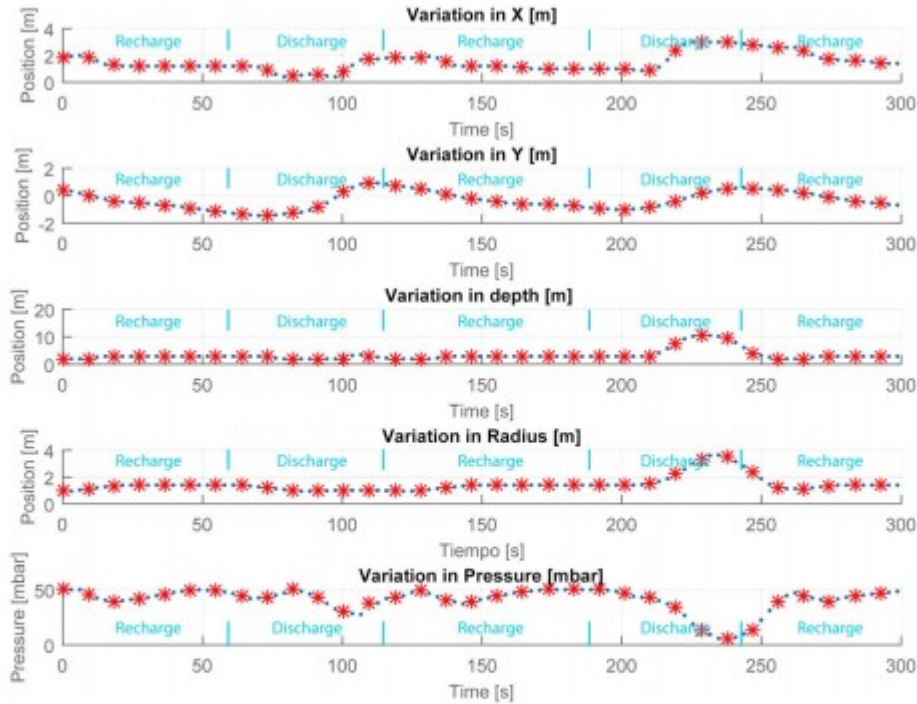 Variation in X [m]
Position [m]
4
2
0
Recharge Discharge Recharge Discharge Recharge
0 50 100 150 200 250 300
Time [s]
Variation in Y [m]
Position [m]
2
0
-2
Recharge Discharge Recharge Discharge Recharge
0 50 100 150 200 250 300
Time [s]
Variation in depth [m]
Position [m]
20
10
0
Recharge Discharge Recharge Discharge Recharge
0 50 100 150 200 250 300
Time [s]
Variation in Radius [m]
Position [m]
4
2
0
Recharge Discharge Recharge Discharge Recharge
0 50 100 150 200 250 300
Tiempo [s]
Variation in Pressure [mbar]
Pressure [mbar]
50
0
Recharge Discharge Recharge Discharge Recharge
0 50 100 150 200 250 300
Time [s]